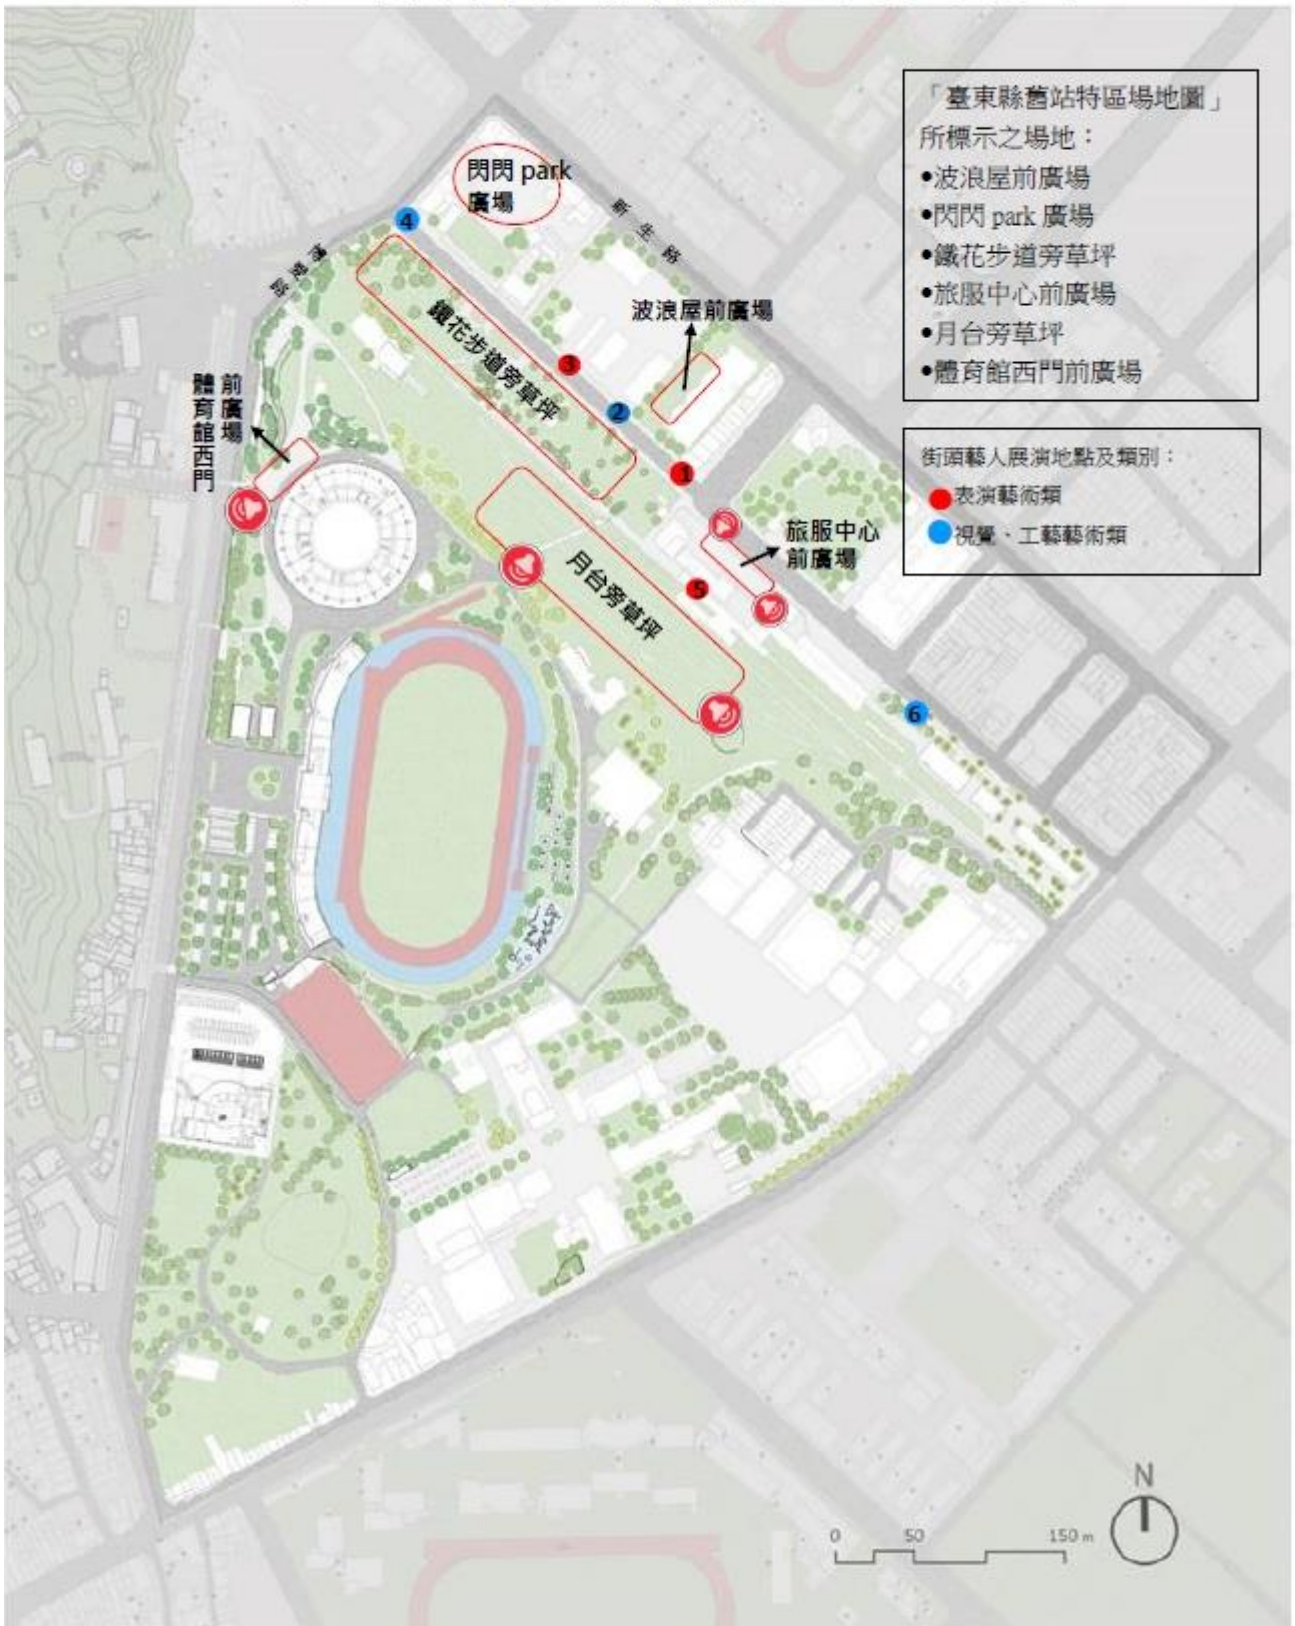 「臺東縣舊站特區場地圖」
所標示之場地：
•波浪屋前廣場
•閃閃 park 廣場
•鐵花步道旁草坪
•旅服中心前廣場
•月台旁草坪
•體育館西門前廣場
街頭藝人展演地點及類別：
表演藝術類
視覺、工藝藝術類
閃閃 park
廣場
新生路
4
博愛路
鐵花步道旁草坪
波浪屋前廣場
3
2
前廣場
體育館西門
1
旅服中心
前廣場
月台旁草坪
5
6
N
0 50 150 m